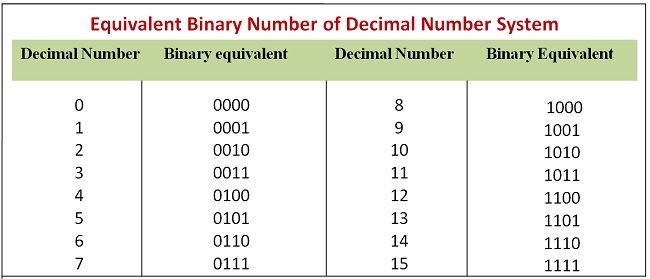 Equivalent Binary Number of Decimal Number System
Decimal Number Binary equivalent Decimal Number Binary Equivalent
0 0000 8 1000
1 0001 9 1001
2 0010 10 1010
3 0011 11 1011
4 0100 12 1100
5 0101 13 1101
6 0110 14 1110
7 0111 15 1111